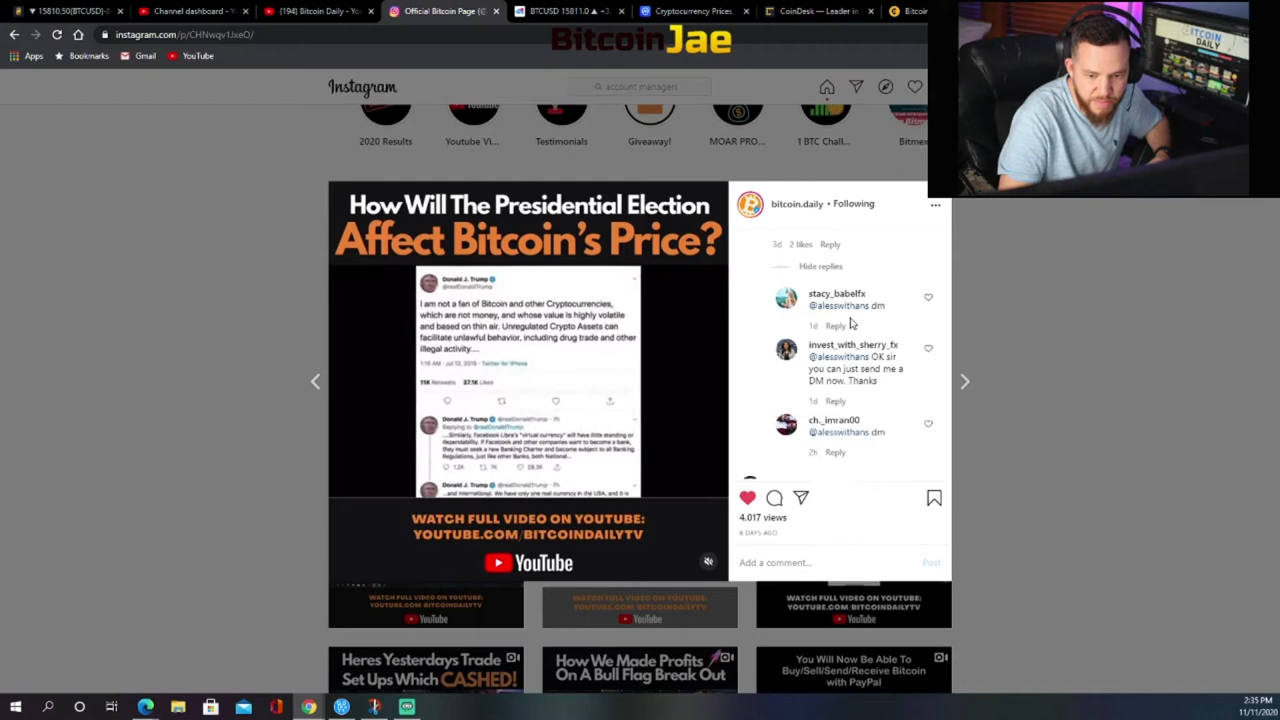 15810.50(BTCUSD)-
Channel dashboard -
(194) Bitcoin Daily -
Official Bitcoin Page (
BTCUSD 15811.0 ▲ +3.
Cryptocurrency Prices,
CoinDesk — Leader in
Bitcoin
instagram.com/p/CHNwqv1JxeO/
BitcoinJae
BITCOIN
DAILY
Apps
Bookmarks
Gmail
YouTube
Instagram
account managers
2020 Results
Youtube Vi...
Testimonials
Giveaway!
MOAR PRO...
1 BTC Chall...
Bitmex
How Will The Presidential Election
Affect Bitcoin's Price?
Donald J. Trump
@realDonaldTrump
I am not a fan of Bitcoin and other Cryptocurrencies,
which are not money, and whose value is highly volatile
and based on thin air. Unregulated Crypto Assets can
facilitate unlawful behavior, including drug trade and other
illegal activity....
1:15 AM · Jul 12, 2019 · Twitter for iPhone
11K Retweets 37.1K Likes
Donald J. Trump @realDonaldTrump · 7h
Replying to @realDonaldTrump
....Similarly, Facebook Libra's "virtual currency" will have little standing or
dependability. If Facebook and other companies want to become a bank,
they must seek a new Banking Charter and become subject to all Banking
Regulations, just like other Banks, both National...
1.2K 7K 28.3K
Donald J. Trump @realDonaldTrump · 7h
...and International. We have only one real currency in the USA, and it is
WATCH FULL VIDEO ON YOUTUBE:
YOUTUBE.COM/BITCOINDAILYTV
YouTube
bitcoin.daily • Following
3d 2 likes Reply
Hide replies
stacy_babelfx
@alesswithans dm
1d Reply
invest_with_sherry_fx
@alesswithans OK sir
you can just send me a
DM now. Thanks
1d Reply
ch._imran00
@alesswithans dm
2h Reply
4,017 views
6 DAYS AGO
Add a comment...
Post
WATCH FULL VIDEO ON YOUTUBE:
YOUTUBE.COM/BITCOINDAILYTV
YouTube
WATCH FULL VIDEO ON YOUTUBE:
YOUTUBE.COM/BITCOINDAILYTV
YouTube
WATCH FULL VIDEO ON YOUTUBE:
YOUTUBE.COM/BITCOINDAILYTV
YouTube
Heres Yesterdays Trade
Set Ups Which CASHED!
How We Made Profits
On A Bull Flag Break Out
You Will Now Be Able To
Buy/Sell/Send/Receive Bitcoin
with PayPal
2:35 PM
11/11/2020